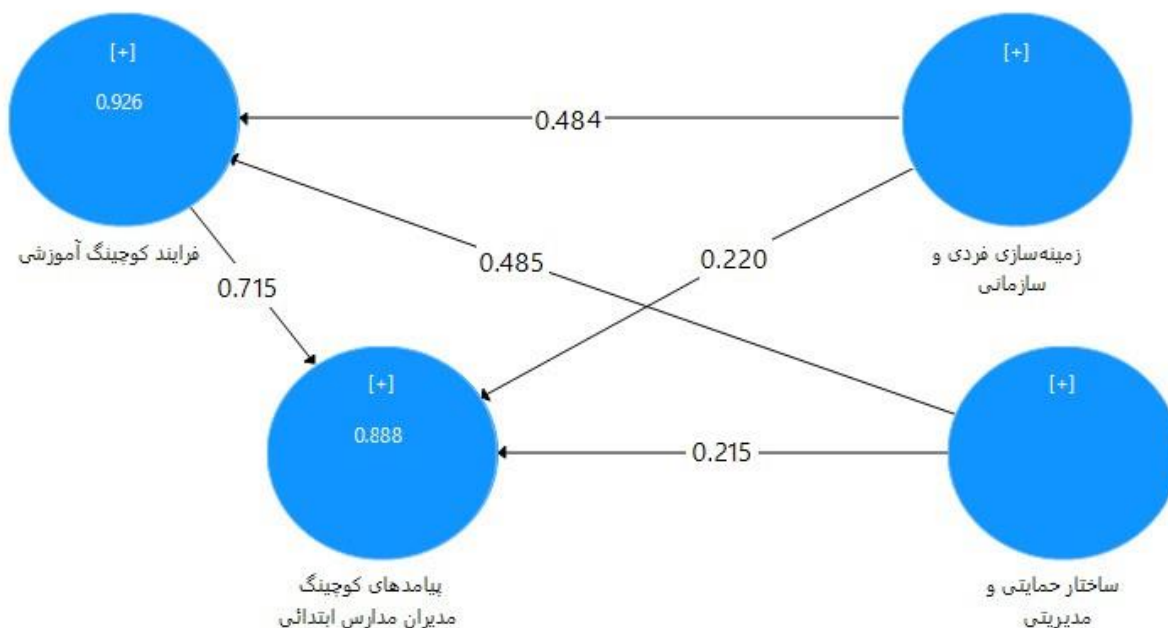 [+]
[+]
0.926
0.484
فرایند کوچینگ آموزشی
زمینه‌سازی فردی و
سازمانی
0.485
0.220
0.715
[+]
[+]
0.888
0.215
پیامدهای کوچینگ
مدیران مدارس ابتدائی
ساختار حمایتی و
مدیریتی